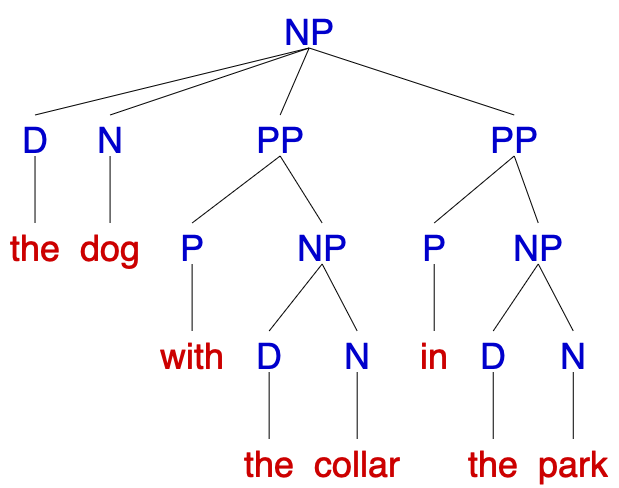 NP
D N PP PP
the dog P NP P NP
with D N in D N
the collar the park